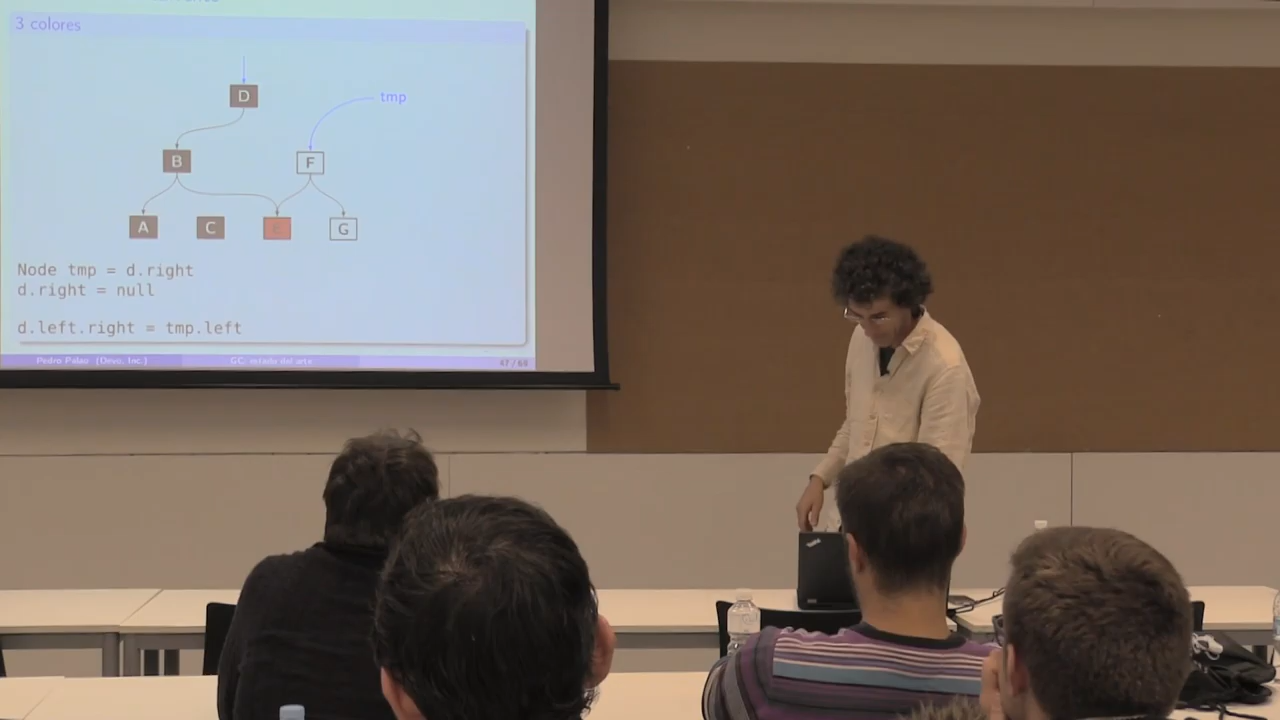 3 colores
D
tmp
B
F
A
C
E
G
Node tmp = d.right
d.right = null
d.left.right = tmp.left
Pedro Palao (Devo, Inc.)
GC: estado del arte
47 / 68